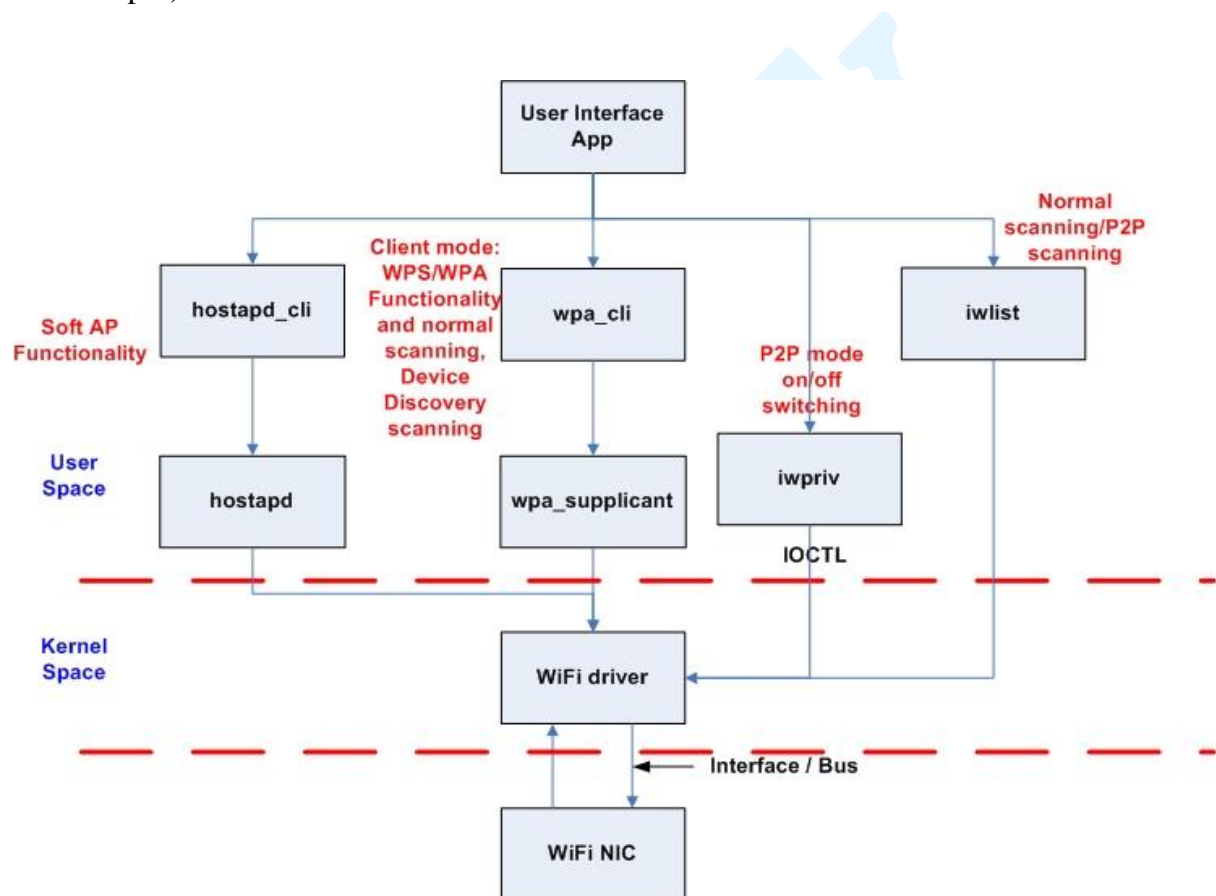 User Interface
App
Normal
scanning/P2P
scanning
Client mode:
WPS/WPA
Functionality
and normal
scanning,
Device
Discovery
scanning
hostapd_cli
wpa_cli
iwlist
Soft AP
Functionality
P2P mode
on/off
switching
User
Space
hostapd
wpa_supplicant
iwpriv
IOCTL
Kernel
Space
WiFi driver
Interface / Bus
WiFi NIC